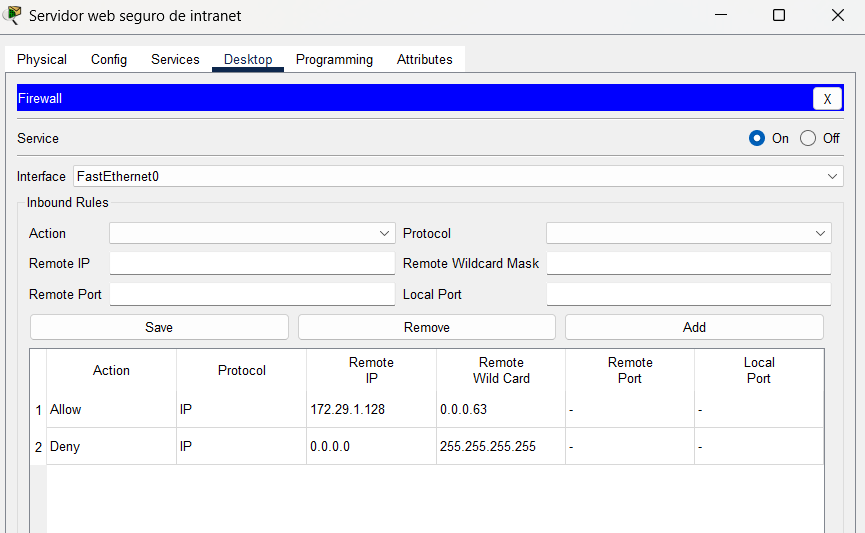 Servidor web seguro de intranet
Physical Config Services Desktop Programming Attributes
Firewall X
Service On Off
Interface FastEthernet0
Inbound Rules
Action Protocol
Remote IP Remote Wildcard Mask
Remote Port Local Port
Save Remove Add
Action Protocol Remote IP Remote Wild Card Remote Port Local Port
1 Allow IP 172.29.1.128 0.0.0.63 - -
2 Deny IP 0.0.0.0 255.255.255.255 - -